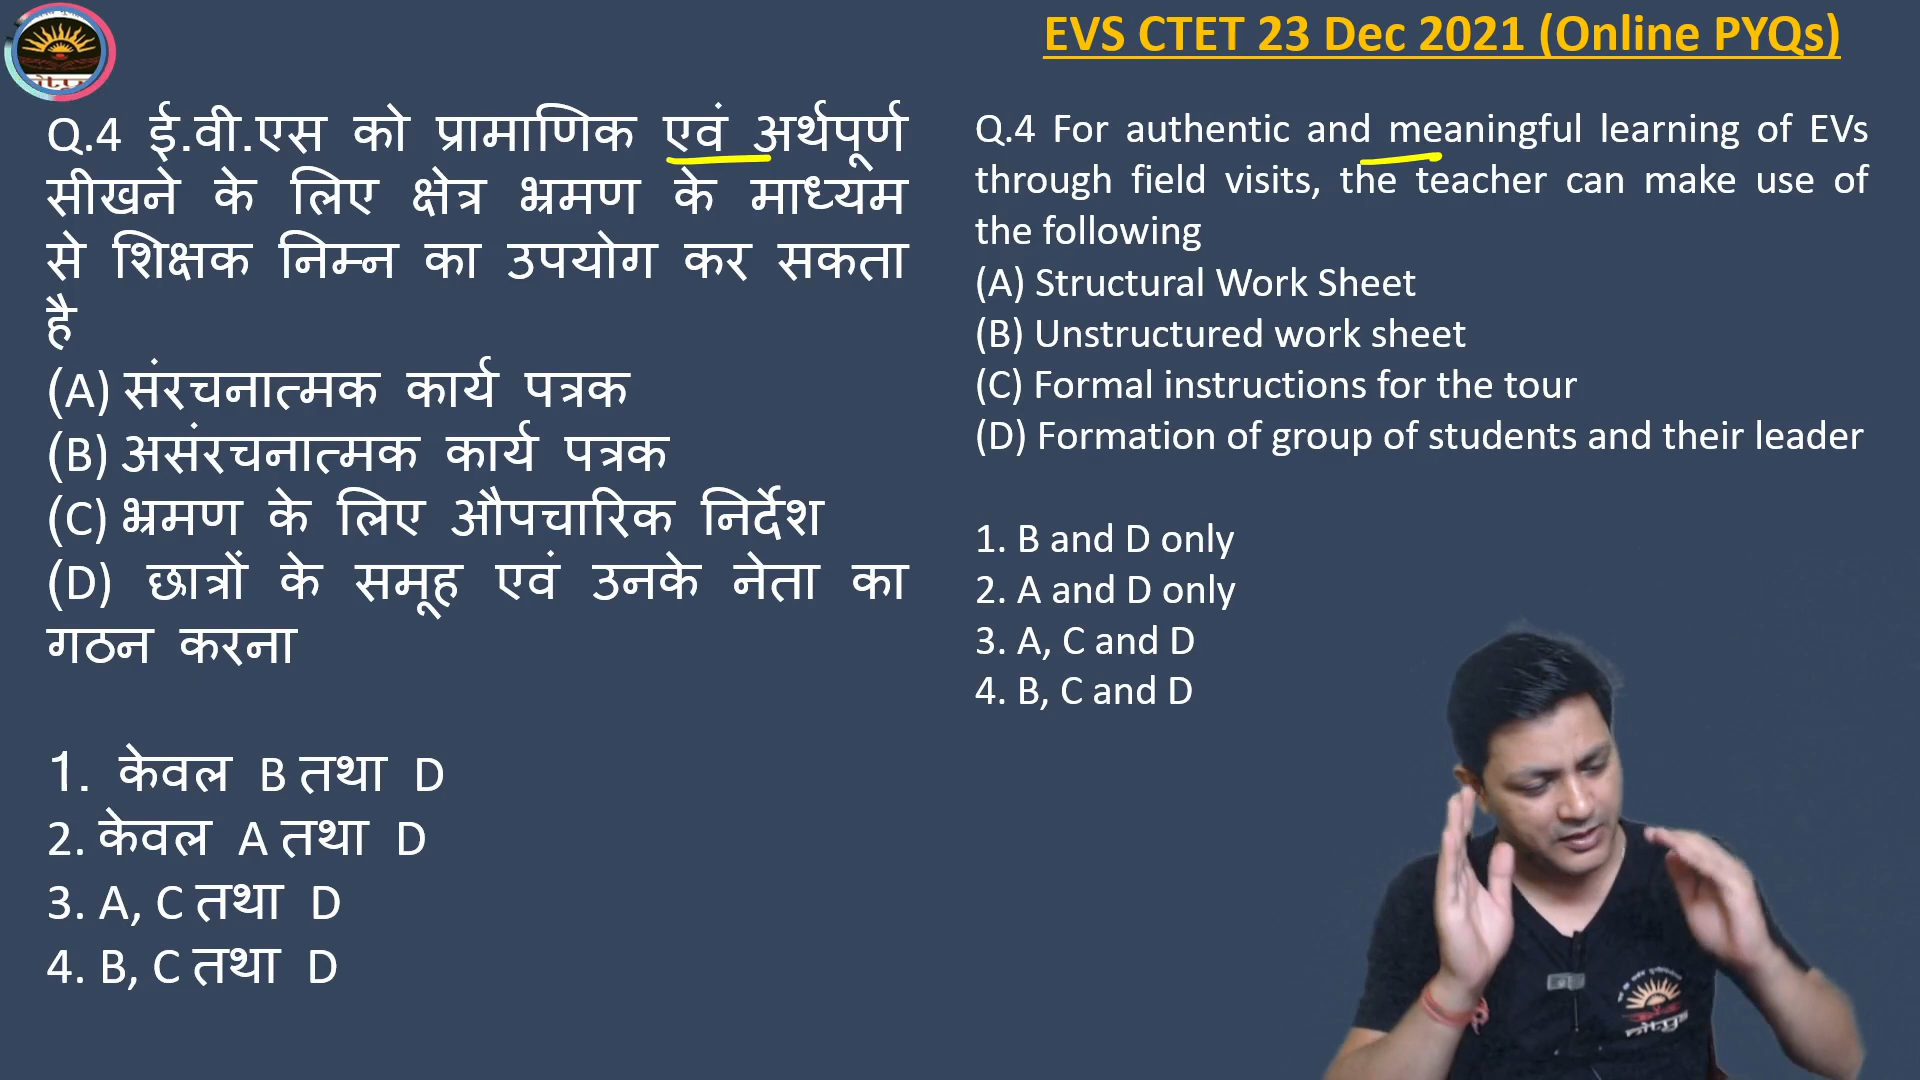 EVS CTET 23 Dec 2021 (Online PYQs)
Q.4 ई.वी.एस को प्रामाणिक एवं अर्थपूर्ण
सीखने के लिए क्षेत्र भ्रमण के माध्यम
से शिक्षक निम्न का उपयोग कर सकता
है
(A) संरचनात्मक कार्य पत्रक
(B) असंरचनात्मक कार्य पत्रक
(C) भ्रमण के लिए औपचारिक निर्देश
(D) छात्रों के समूह एवं उनके नेता का
गठन करना
1. केवल B तथा D
2. केवल A तथा D
3. A, C तथा D
4. B, C तथा D
Q.4 For authentic and meaningful learning of EVs
through field visits, the teacher can make use of
the following
(A) Structural Work Sheet
(B) Unstructured work sheet
(C) Formal instructions for the tour
(D) Formation of group of students and their leader
1. B and D only
2. A and D only
3. A, C and D
4. B, C and D